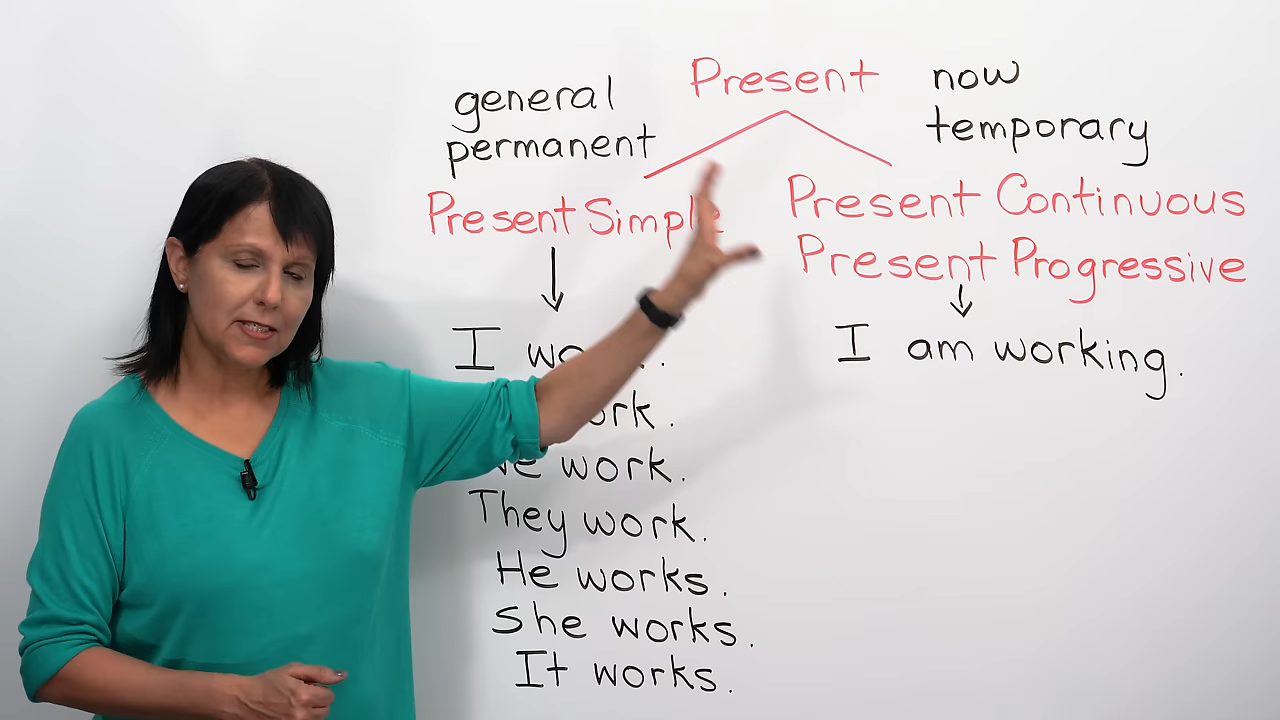 Present
general
permanent
now
temporary
Present Simple
Present Continuous
Present Progressive
I
work.
work.
They work.
He works.
She works.
It works.
I am working.